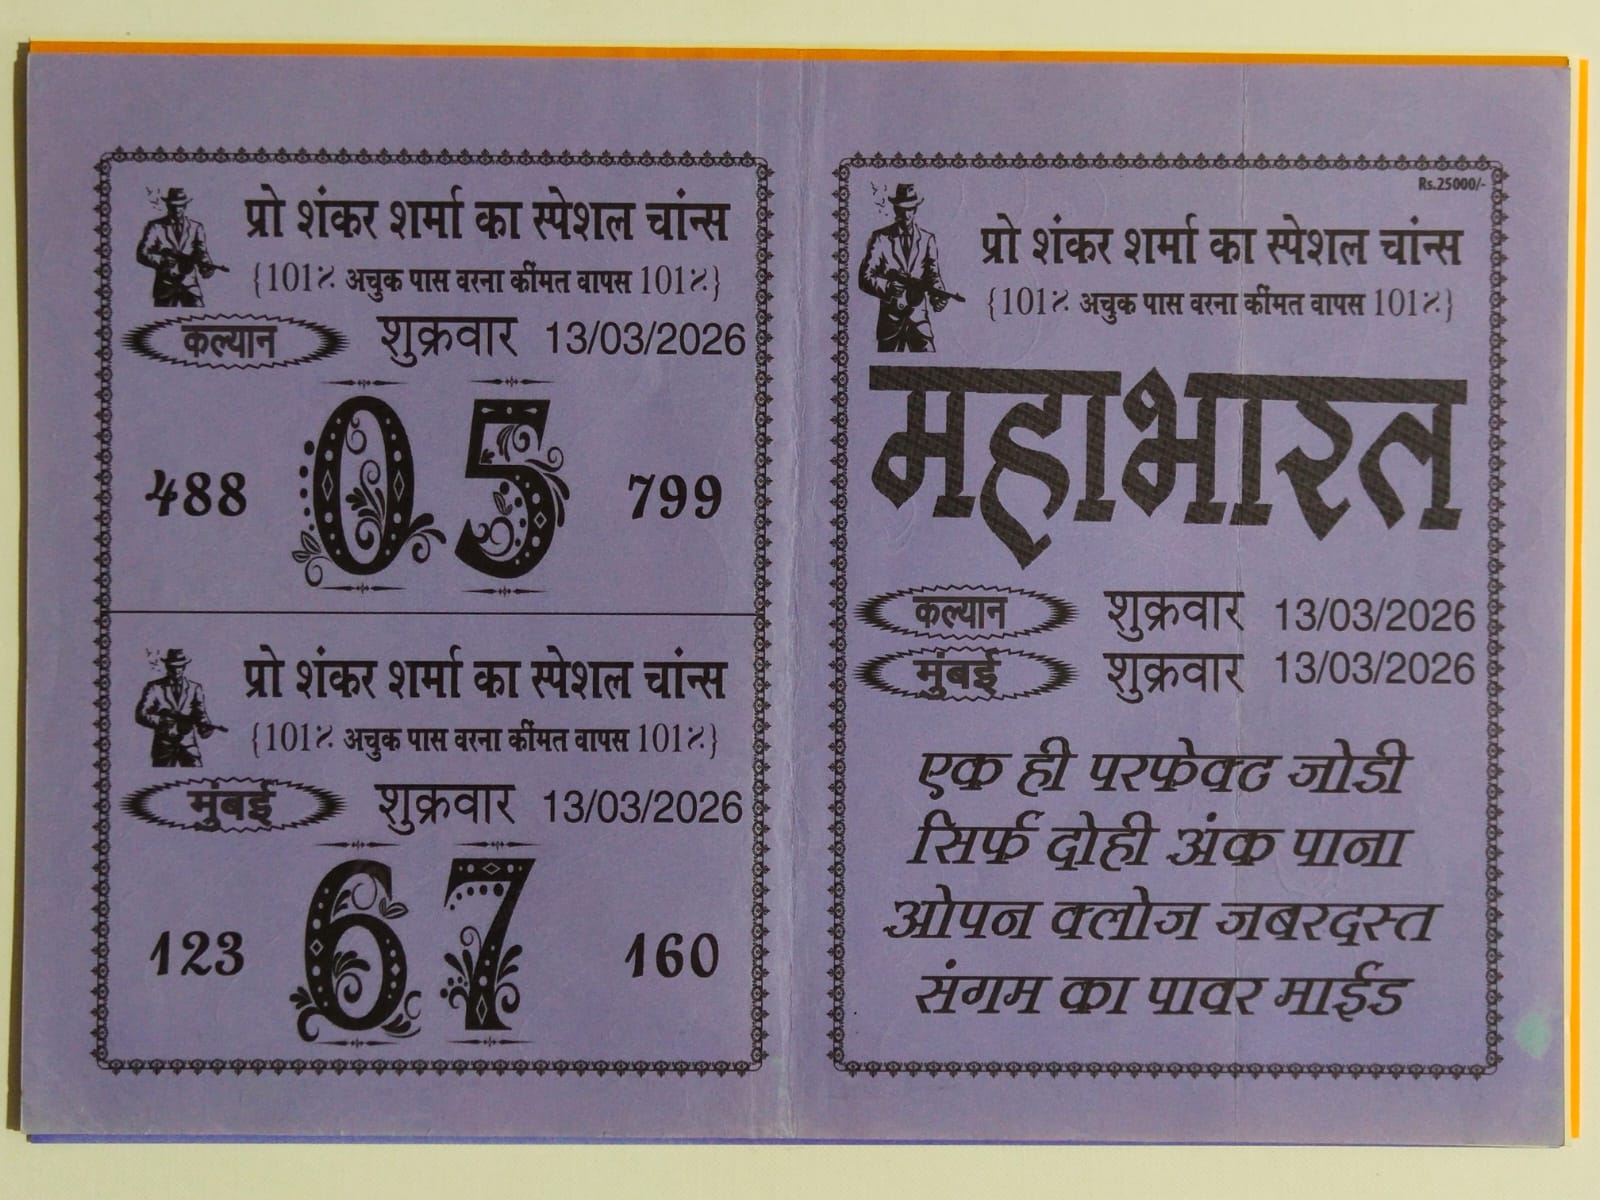 प्रो शंकर शर्मा का स्पेशल चांन्स
{101% अचुक पास वरना कींमत वापस 101%}
कल्यान शुक्रवार 13/03/2026
488 05 799
प्रो शंकर शर्मा का स्पेशल चांन्स
{101% अचुक पास वरना कींमत वापस 101%}
मुंबई शुक्रवार 13/03/2026
123 67 160
Rs.25000/-
प्रो शंकर शर्मा का स्पेशल चांन्स
{101% अचुक पास वरना कींमत वापस 101%}
महाभारत
कल्यान शुक्रवार 13/03/2026
मुंबई शुक्रवार 13/03/2026
एक ही परफेक्ट जोडी
सिर्फ दोही अंक पाना
ओपन क्लोज जबरदस्त
संगम का पावर माईंड